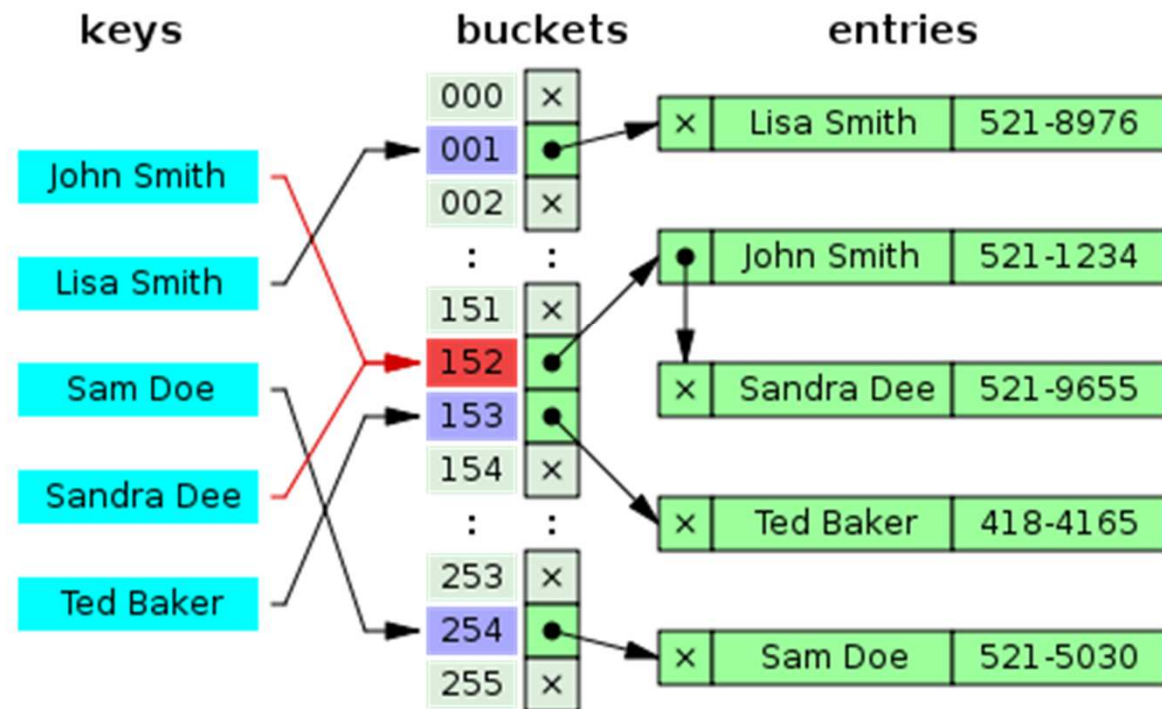 keys
buckets
entries
John Smith
Lisa Smith
Sam Doe
Sandra Dee
Ted Baker
000 ×
001
002 ×
: :
151 ×
152
153
154 ×
: :
253 ×
254
255 ×
× Lisa Smith 521-8976
John Smith 521-1234
× Sandra Dee 521-9655
× Ted Baker 418-4165
× Sam Doe 521-5030